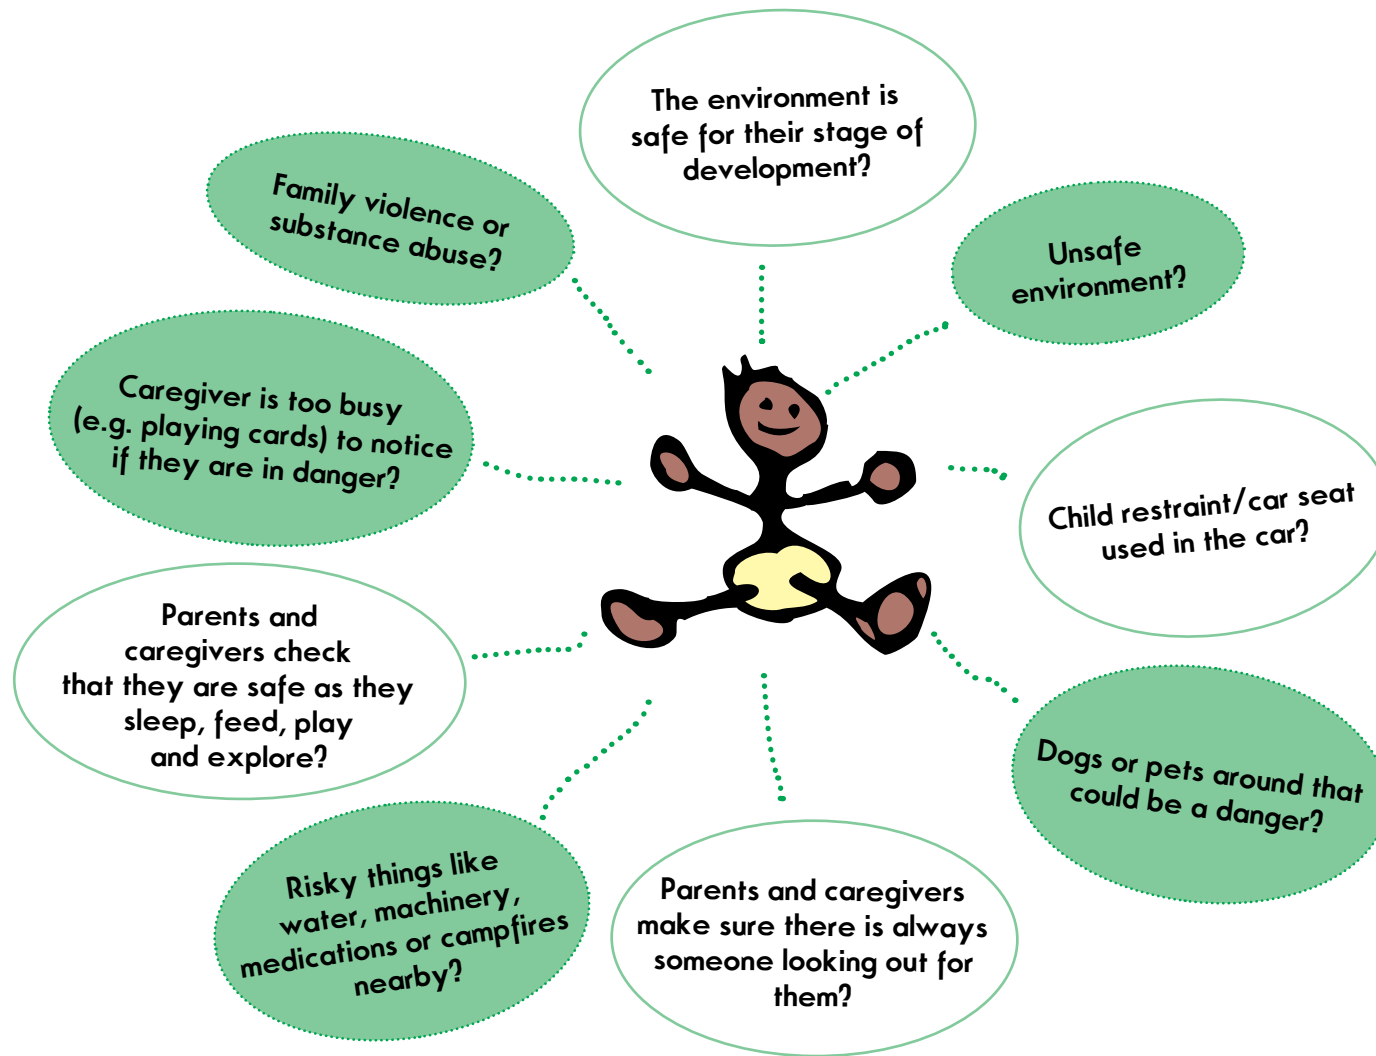 The environment is
safe for their stage of
development?
Family violence or
substance abuse?
Unsafe
environment?
Caregiver is too busy
(e.g. playing cards) to notice
if they are in danger?
Child restraint/car seat
used in the car?
Parents and
caregivers check
that they are safe as they
sleep, feed, play
and explore?
Dogs or pets around that
could be a danger?
Risky things like
water, machinery,
medications or campfires
nearby?
Parents and caregivers
make sure there is always
someone looking out for
them?